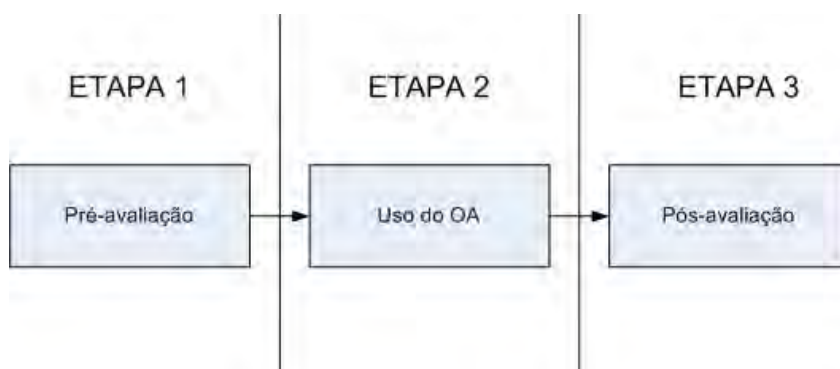 ETAPA 1
ETAPA 2
ETAPA 3
Pré-avaliação
Uso do OA
Pós-avaliação